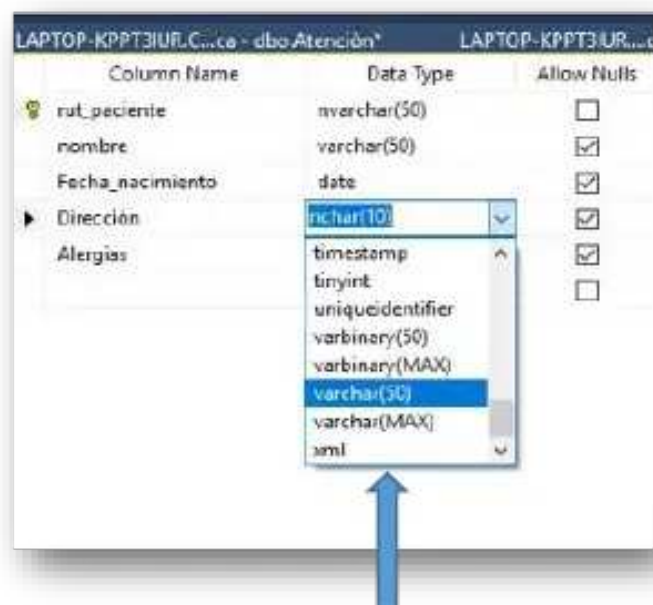 LAPTOP-KPPT3IUR.C...ca - dbo.Atención* LAPTOP-KPPT3IUR....c
Column Name Data Type Allow Nulls
rut_paciente nvarchar(50)
nombre varchar(50)
Fecha_nacimiento date
Dirección nchar(10)
Alergias
timestamp
tinyint
uniqueidentifier
varbinary(50)
varbinary(MAX)
varchar(50)
varchar(MAX)
xml